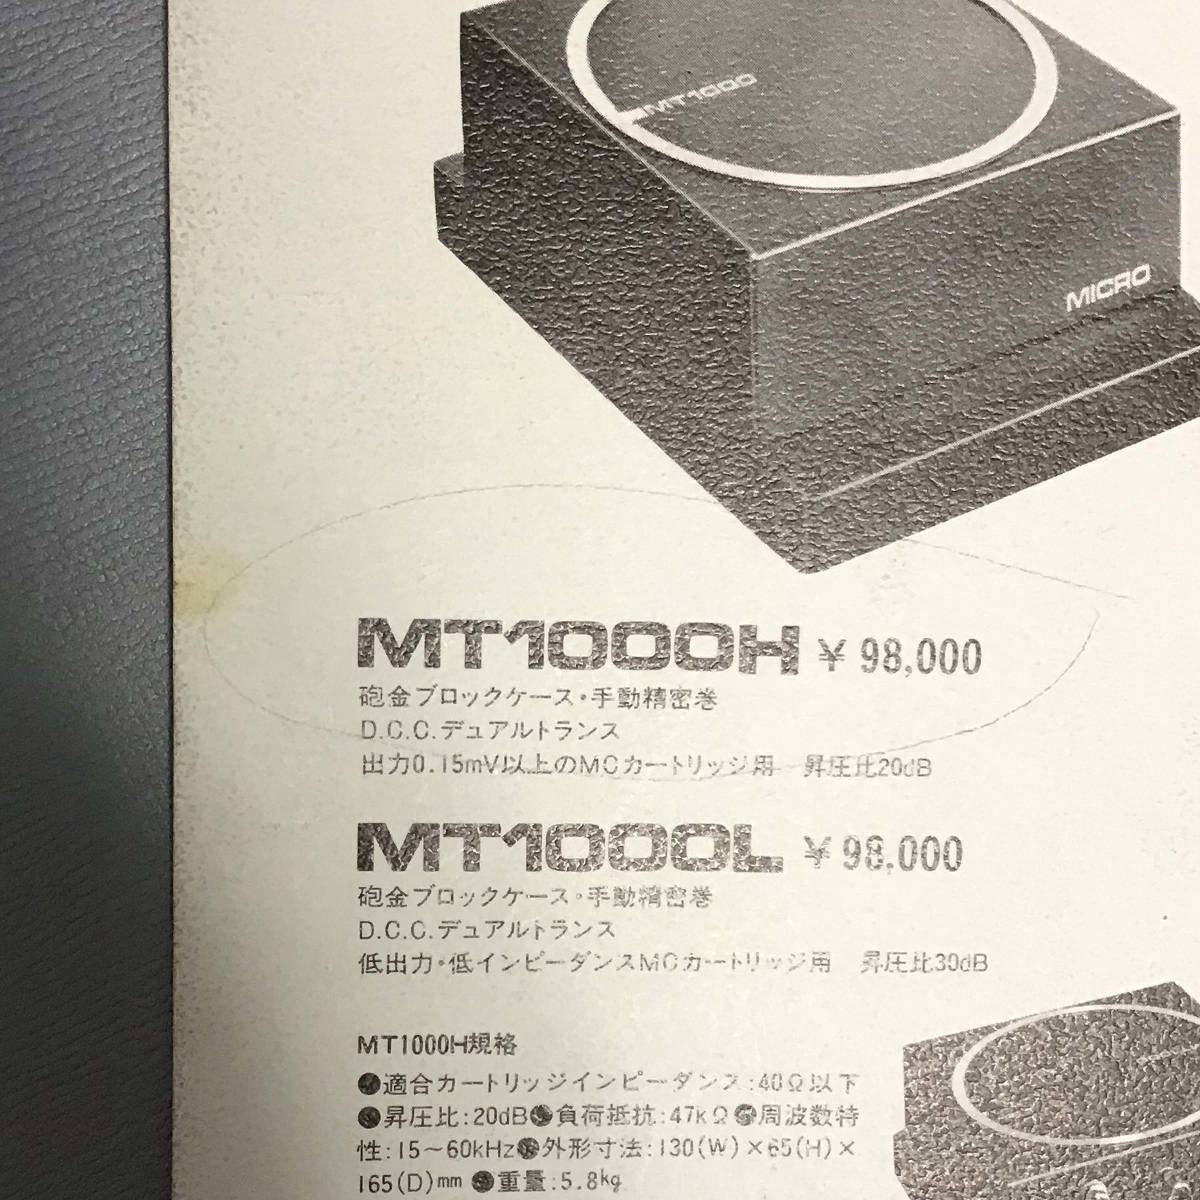 MT1000
MICRO
MT1000H ¥98,000
砲金ブロックケース・手動精密巻
D.C.C.デュアルトランス
出力0.15mV以上のMCカートリッジ用 昇圧比20dB
MT1000L ¥98,000
砲金ブロックケース・手動精密巻
D.C.C.デュアルトランス
低出力・低インピーダンスMCカートリッジ用 昇圧比30dB
MT1000H規格
●適合カートリッジインピーダンス:40Ω以下
●昇圧比:20dB●負荷抵抗:47kΩ●周波数特
性:15～60kHz●外形寸法:130(W)×65(H)×
165(D)mm ●重量:5.8kg